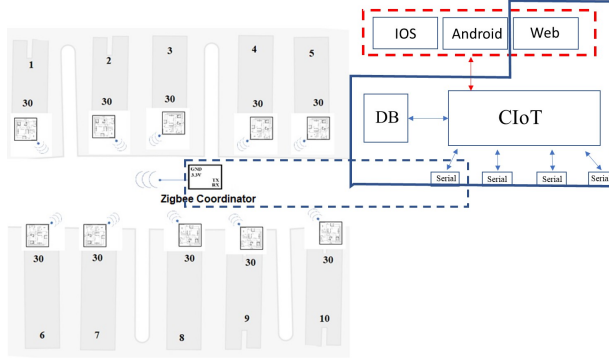 IOS
Android
Web
1
2
3
4
5
30
30
30
30
30
DB
CIoT
GND
3.3V
TX
RX
Zigbee Coordinator
Serial
Serial
Serial
Serial
30
30
30
30
30
6
7
8
9
10